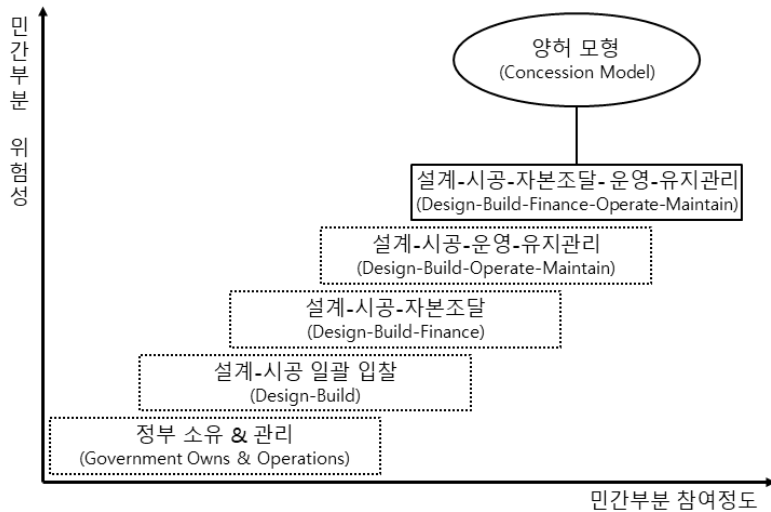 민간부분 위험성
양허 모형
(Concession Model)
설계-시공-자본조달- 운영-유지관리
(Design-Build-Finance-Operate-Maintain)
설계-시공-운영-유지관리
(Design-Build-Operate-Maintain)
설계-시공-자본조달
(Design-Build-Finance)
설계-시공 일괄 입찰
(Design-Build)
정부 소유 & 관리
(Government Owns & Operations)
민간부분 참여정도